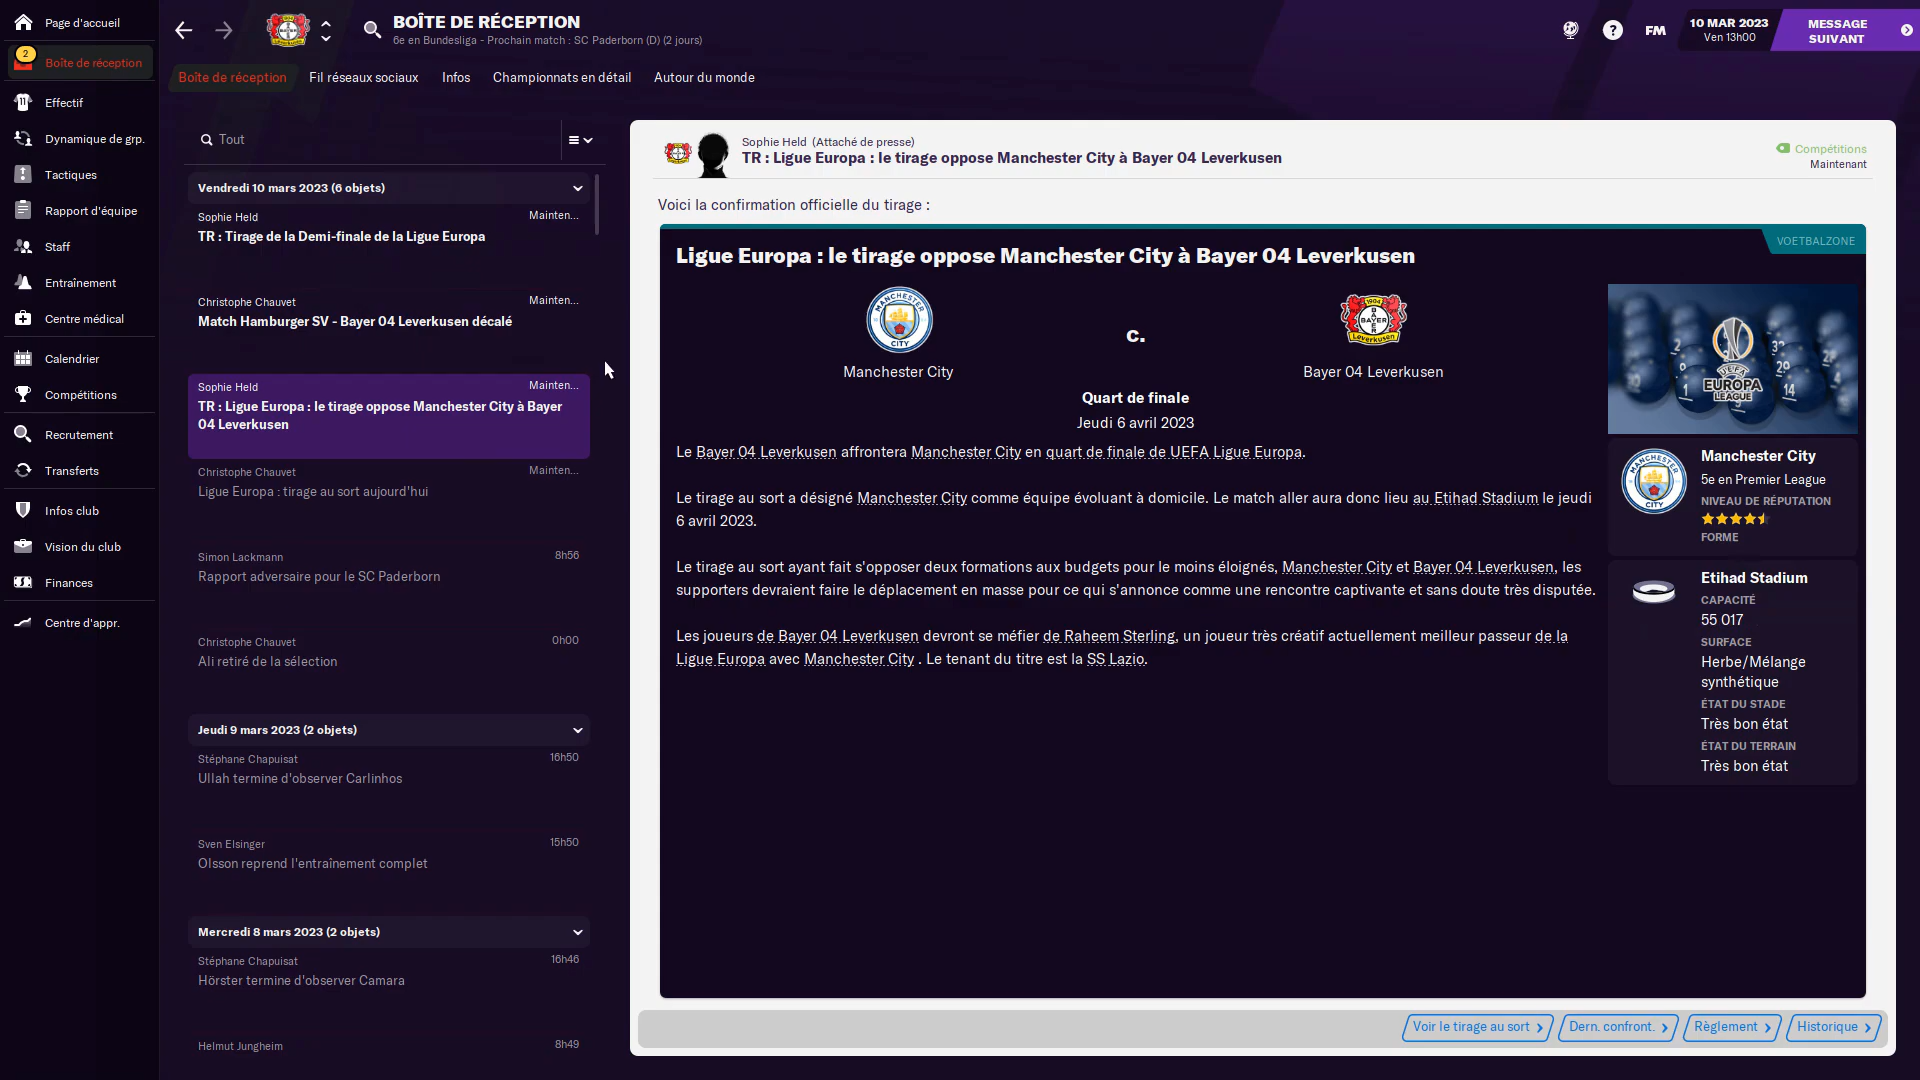 Page d'accueil
2
Boîte de réception
Effectif
Dynamique de grp.
Tactiques
Rapport d'équipe
Staff
Entraînement
Centre médical
Calendrier
Compétitions
Recrutement
Transferts
Infos club
Vision du club
Finances
Centre d'appr.
BOÎTE DE RÉCEPTION
6e en Bundesliga - Prochain match : SC Paderborn (D) (2 jours)
FM
10 MAR 2023
Ven 13h00
MESSAGE
SUIVANT
Boîte de réception
Fil réseaux sociaux
Infos
Championnats en détail
Autour du monde
Tout
Vendredi 10 mars 2023 (6 objets)
Sophie Held
Mainten...
TR : Tirage de la Demi-finale de la Ligue Europa
Christophe Chauvet
Mainten...
Match Hamburger SV - Bayer 04 Leverkusen décalé
Sophie Held
Mainten...
TR : Ligue Europa : le tirage oppose Manchester City à Bayer
04 Leverkusen
Christophe Chauvet
Mainten...
Ligue Europa : tirage au sort aujourd'hui
Simon Lackmann
8h56
Rapport adversaire pour le SC Paderborn
Christophe Chauvet
0h00
Ali retiré de la sélection
Jeudi 9 mars 2023 (2 objets)
Stéphane Chapuisat
16h50
Ullah termine d'observer Carlinhos
Sven Elsinger
15h50
Olsson reprend l'entraînement complet
Mercredi 8 mars 2023 (2 objets)
Stéphane Chapuisat
16h46
Hörster termine d'observer Camara
Helmut Jungheim
8h49
Sophie Held (Attaché de presse)
TR : Ligue Europa : le tirage oppose Manchester City à Bayer 04 Leverkusen
Compétitions
Maintenant
Voici la confirmation officielle du tirage :
VOETBALZONE
Ligue Europa : le tirage oppose Manchester City à Bayer 04 Leverkusen
MANCHESTER
CITY
c.
1904
BAYER
Leverkusen
Manchester City
Bayer 04 Leverkusen
Quart de finale
Jeudi 6 avril 2023
Le Bayer 04 Leverkusen affrontera Manchester City en quart de finale de UEFA Ligue Europa.
Le tirage au sort a désigné Manchester City comme équipe évoluant à domicile. Le match aller aura donc lieu au Etihad Stadium le jeudi
6 avril 2023.
Le tirage au sort ayant fait s'opposer deux formations aux budgets pour le moins éloignés, Manchester City et Bayer 04 Leverkusen, les
supporters devraient faire le déplacement en masse pour ce qui s'annonce comme une rencontre captivante et sans doute très disputée.
Les joueurs de Bayer 04 Leverkusen devront se méfier de Raheem Sterling, un joueur très créatif actuellement meilleur passeur de la
Ligue Europa avec Manchester City . Le tenant du titre est la SS Lazio.
UEFA
EUROPA
LEAGUE
Manchester City
5e en Premier League
NIVEAU DE RÉPUTATION
FORME
Etihad Stadium
CAPACITÉ
55 017
SURFACE
Herbe/Mélange
synthétique
ÉTAT DU STADE
Très bon état
ÉTAT DU TERRAIN
Très bon état
Voir le tirage au sort
Dern. confront.
Règlement
Historique